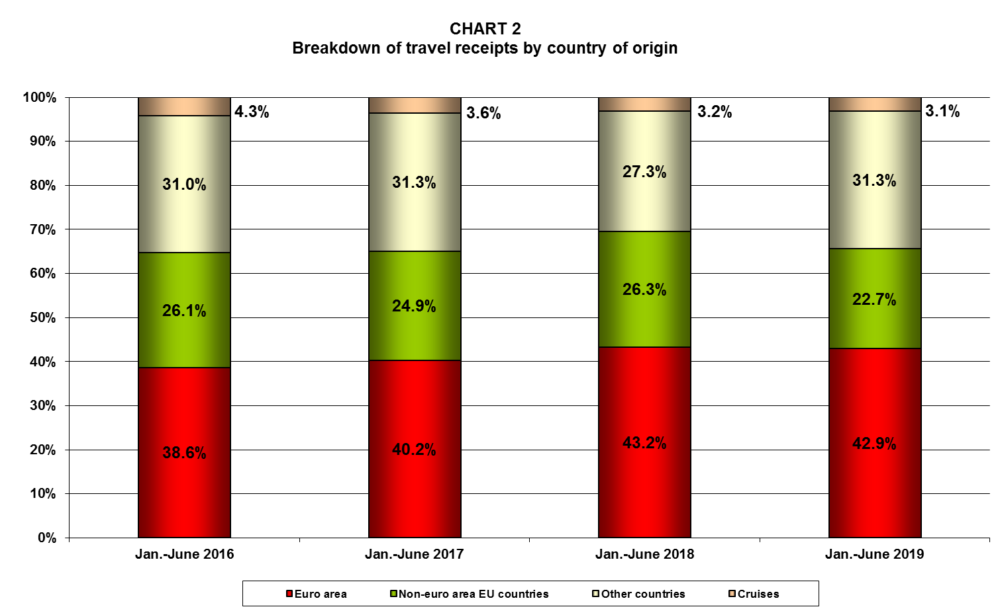 CHART 2
Breakdown of travel receipts by country of origin
100%
90%
80%
70%
60%
50%
40%
30%
20%
10%
0%
4.3%
3.6%
3.2%
3.1%
31.0%
31.3%
27.3%
31.3%
26.1%
24.9%
26.3%
22.7%
38.6%
40.2%
43.2%
42.9%
Jan.-June 2016
Jan.-June 2017
Jan.-June 2018
Jan.-June 2019
Euro area
Non-euro area EU countries
Other countries
Cruises